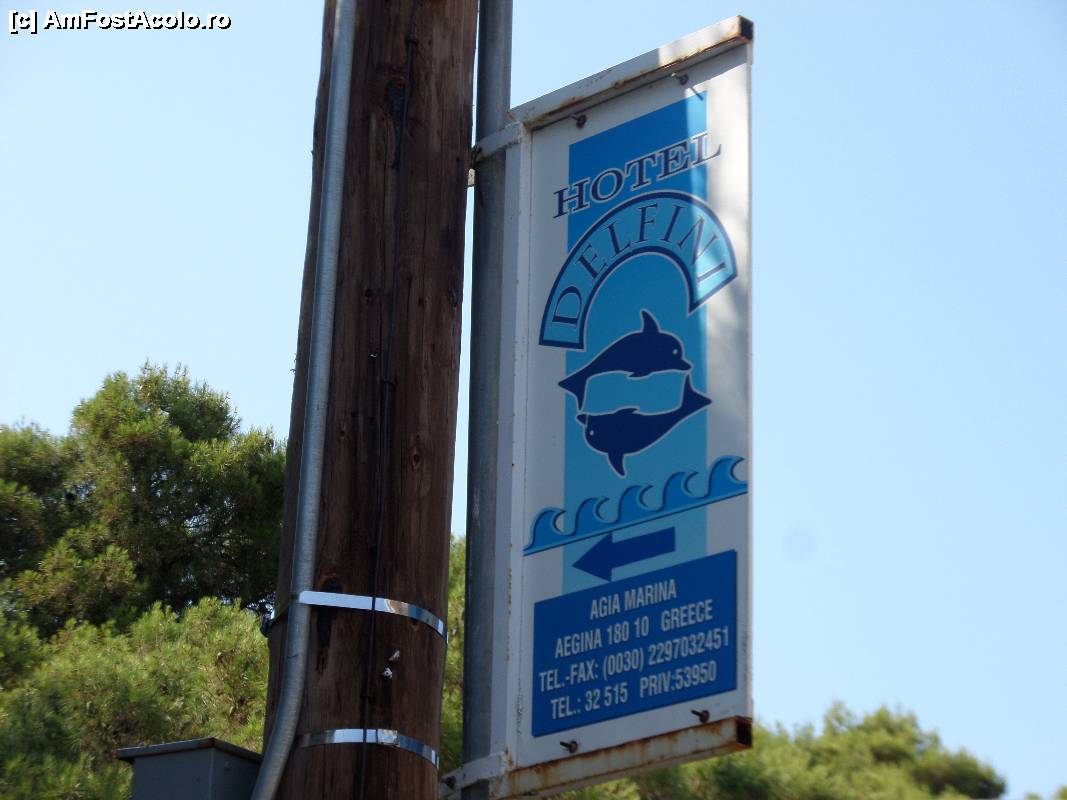 [c] AmFostAcolo.ro
HOTEL
DELFINI
AGIA MARINA
AEGINA 180 10 GREECE
TEL.-FAX: (0030) 2297032451
TEL.: 32 515 PRIV:53950